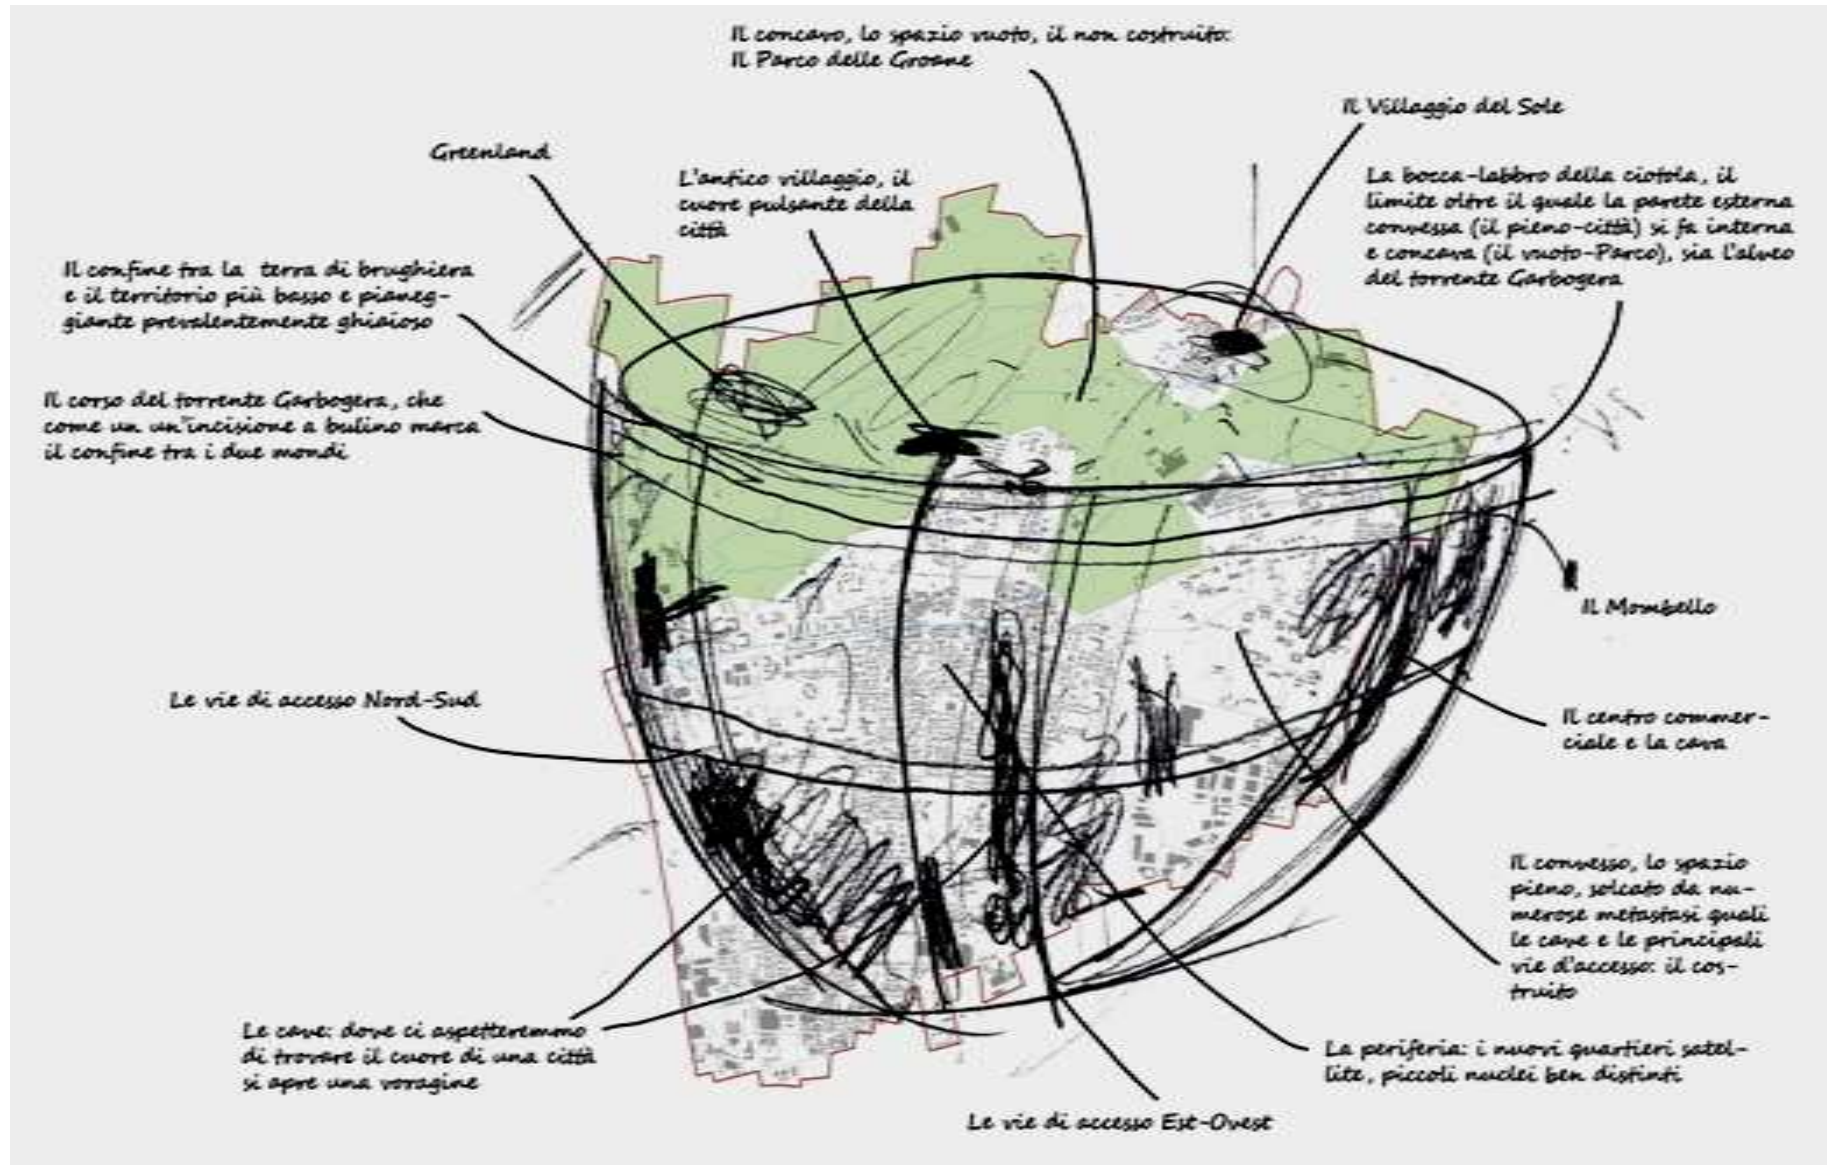 Il concavo, lo spazio vuoto, il non costruito:
Il Parco delle Groane
Il Villaggio del Sole
Greenland
L'antico villaggio, il
cuore pulsante della
città
La bocca-labbro della ciotola, il
limite oltre il quale la parete esterna
convessa (il pieno-città) si fa interna
e concava (il vuoto-Parco), sia l'alveo
del torrente Garbogera
Il confine tra la terra di brughiera
e il territorio più basso e pianeg-
giante prevalentemente ghiaioso
Il corso del torrente Garbogera, che
come un un'incisione a bulino marca
il confine tra i due mondi
Il Mombello
Le vie di accesso Nord-Sud
Il centro commer-
ciale e la cava
Il convesso, lo spazio
pieno, solcato da nu-
merose metastasi quali
le cave e le principali
vie d'accesso: il cos-
truito
Le cave: dove ci aspetteremmo
di trovare il cuore di una città
si apre una voragine
La periferia: i nuovi quartieri satel-
lite, piccoli nuclei ben distinti
Le vie di accesso Est-Ovest